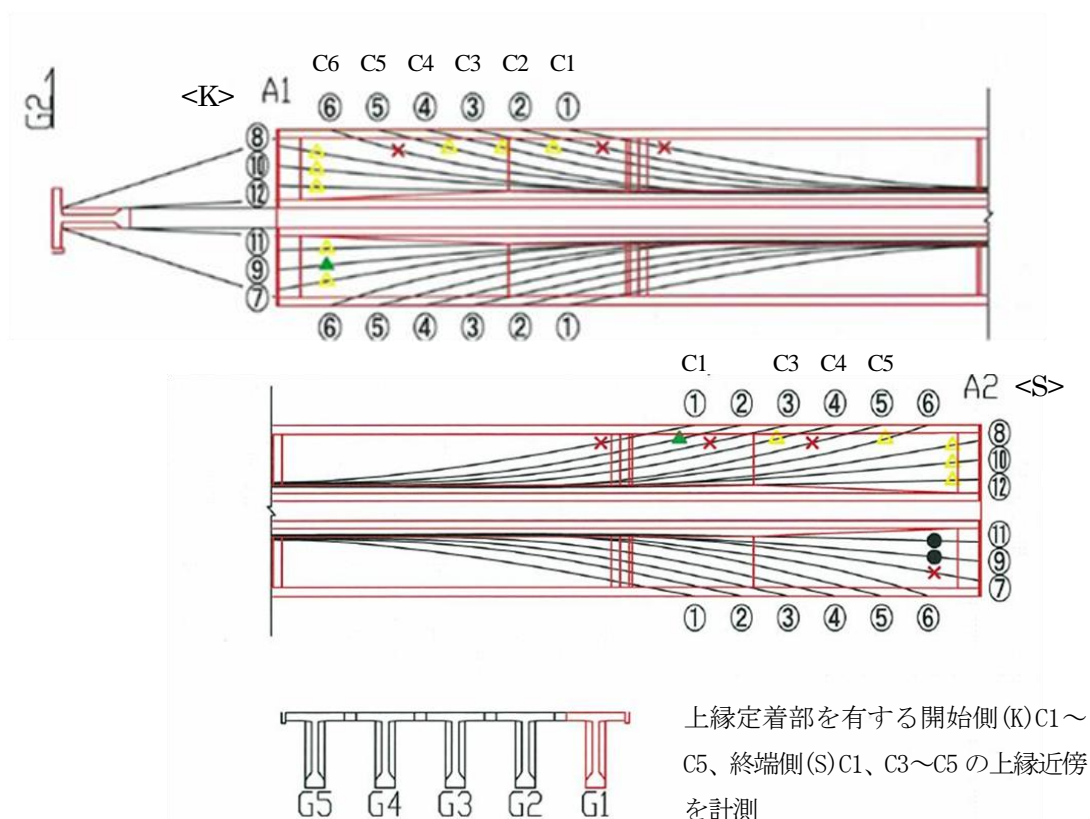 C6 C5 C4 C3 C2 C1
G2
<K> A1
⑥ ⑤ ④ ③ ② ①
⑧
⑩
⑫
⑪
⑨
⑦
⑥ ⑤ ④ ③ ② ①
C1 C3 C4 C5
A2 <S>
① ② ③ ④ ⑤ ⑥
⑧
⑩
⑫
⑪
⑨
⑦
① ② ③ ④ ⑤ ⑥
上縁定着部を有する開始側(K)C1～
C5、終端側(S)C1、C3～C5 の上縁近傍
を計測
G5 G4 G3 G2 G1